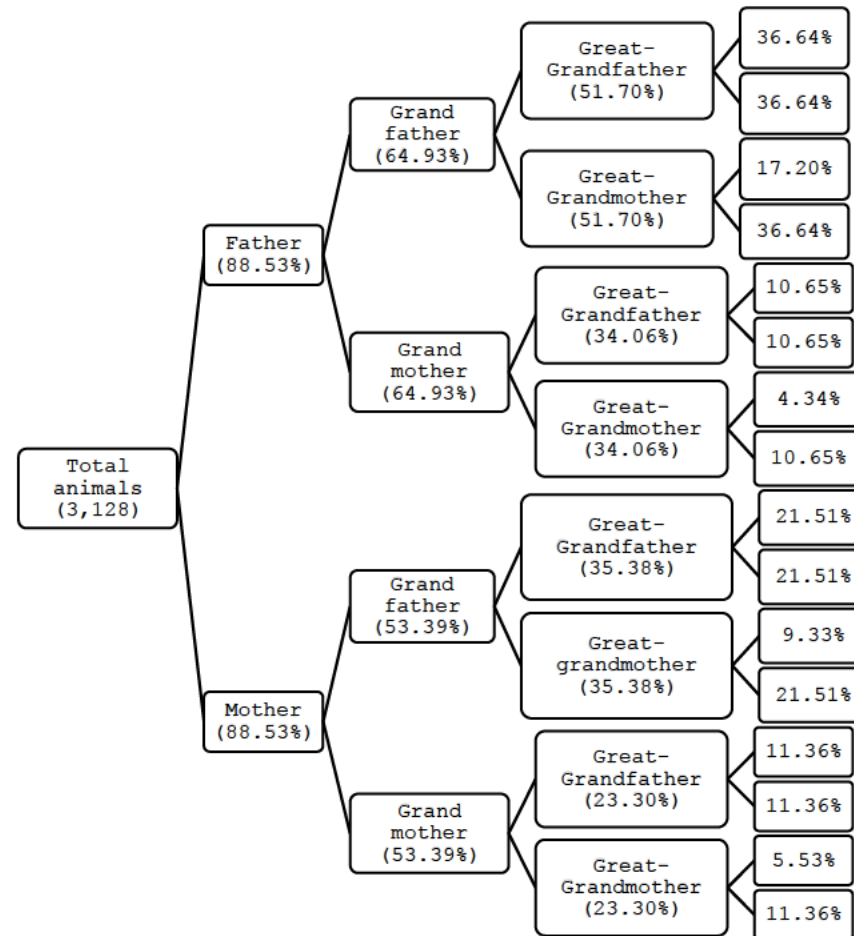 Total
animals
(3,128)
Father
(88.53%)
Mother
(88.53%)
Grand
father
(64.93%)
Grand
mother
(64.93%)
Grand
father
(53.39%)
Grand
mother
(53.39%)
Great-
Grandfather
(51.70%)
Great-
Grandmother
(51.70%)
Great-
Grandfather
(34.06%)
Great-
Grandmother
(34.06%)
Great-
Grandfather
(35.38%)
Great-
grandmother
(35.38%)
Great-
Grandfather
(23.30%)
Great-
Grandmother
(23.30%)
36.64%
36.64%
17.20%
36.64%
10.65%
10.65%
4.34%
10.65%
21.51%
21.51%
9.33%
21.51%
11.36%
11.36%
5.53%
11.36%